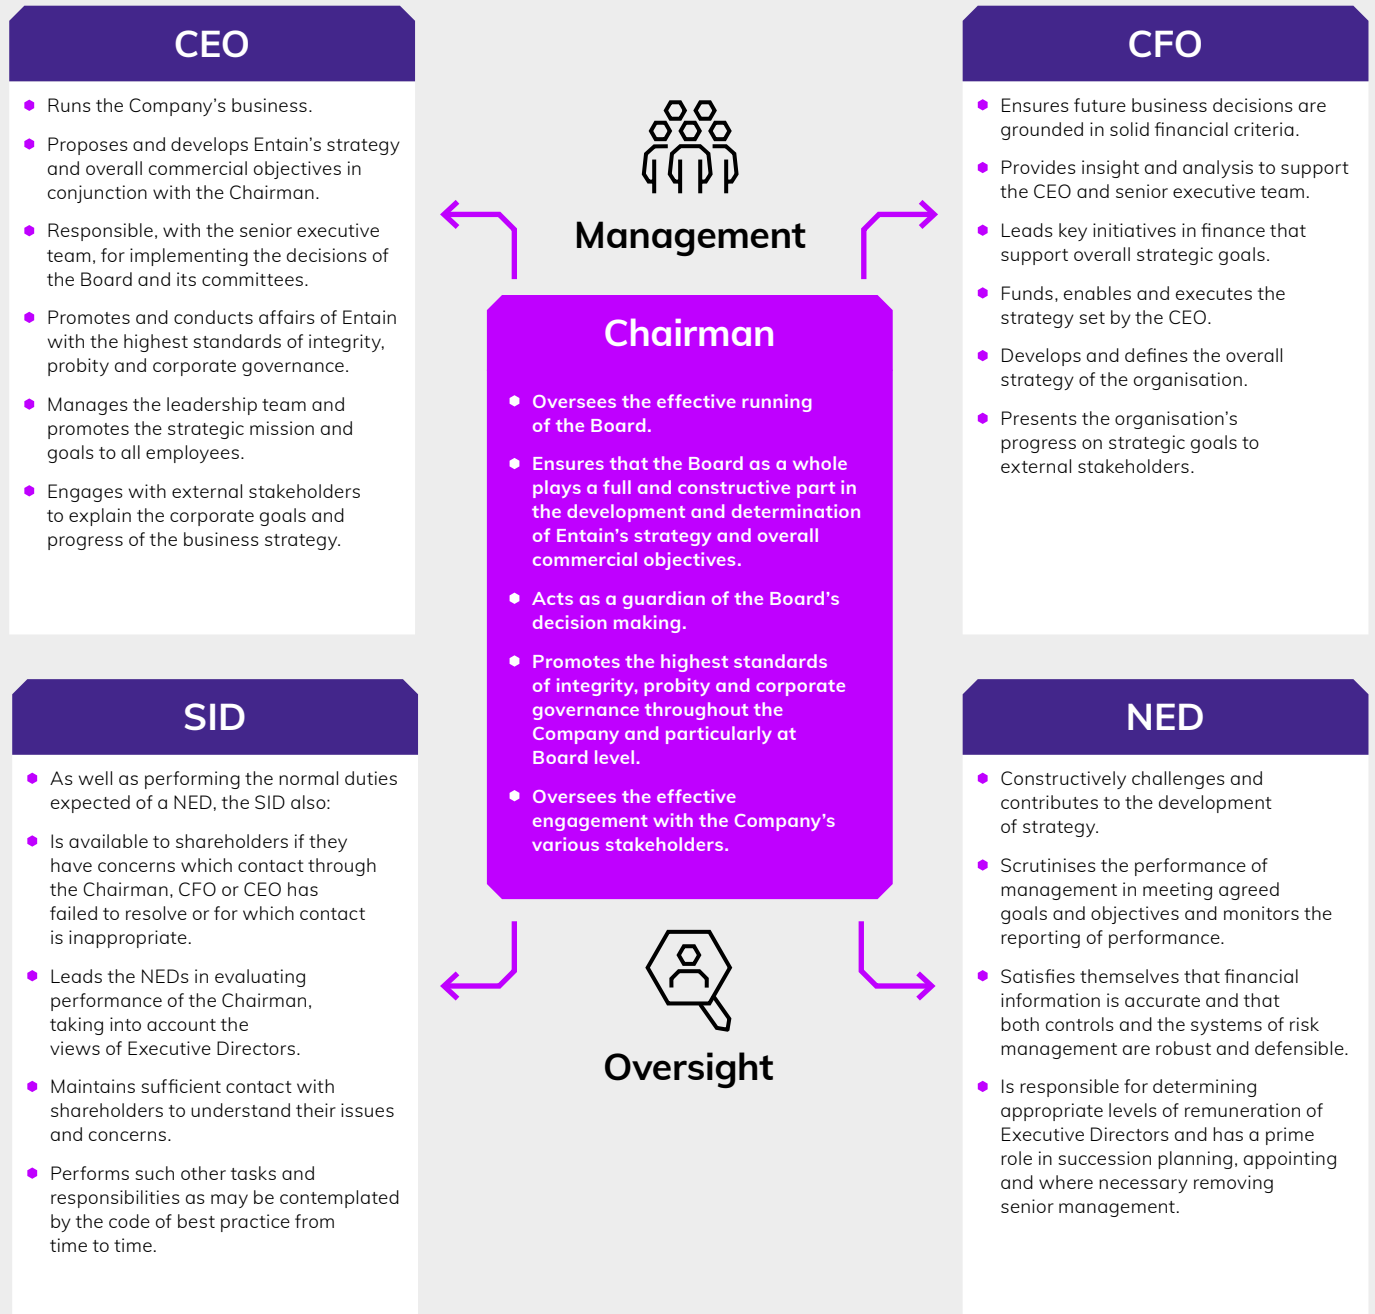 CEO
Runs the Company’s business.
Proposes and develops Entain’s strategy
and overall commercial objectives in
conjunction with the Chairman.
Responsible, with the senior executive
team, for implementing the decisions of
the Board and its committees.
Promotes and conducts affairs of Entain
with the highest standards of integrity,
probity and corporate governance.
Manages the leadership team and
promotes the strategic mission and
goals to all employees.
Engages with external stakeholders
to explain the corporate goals and
progress of the business strategy.
Management
CFO
Ensures future business decisions are
grounded in solid financial criteria.
Provides insight and analysis to support
the CEO and senior executive team.
Leads key initiatives in finance that
support overall strategic goals.
Funds, enables and executes the
strategy set by the CEO.
Develops and defines the overall
strategy of the organisation.
Presents the organisation’s
progress on strategic goals to
external stakeholders.
Chairman
Oversees the effective running
of the Board.
Ensures that the Board as a whole
plays a full and constructive part in
the development and determination
of Entain’s strategy and overall
commercial objectives.
Acts as a guardian of the Board’s
decision making.
Promotes the highest standards
of integrity, probity and corporate
governance throughout the
Company and particularly at
Board level.
Oversees the effective
engagement with the Company’s
various stakeholders.
SID
As well as performing the normal duties
expected of a NED, the SID also:
Is available to shareholders if they
have concerns which contact through
the Chairman, CFO or CEO has
failed to resolve or for which contact
is inappropriate.
Leads the NEDs in evaluating
performance of the Chairman,
taking into account the
views of Executive Directors.
Maintains sufficient contact with
shareholders to understand their issues
and concerns.
Performs such other tasks and
responsibilities as may be contemplated
by the code of best practice from
time to time.
Oversight
NED
Constructively challenges and
contributes to the development
of strategy.
Scrutinises the performance of
management in meeting agreed
goals and objectives and monitors the
reporting of performance.
Satisfies themselves that financial
information is accurate and that
both controls and the systems of risk
management are robust and defensible.
Is responsible for determining
appropriate levels of remuneration of
Executive Directors and has a prime
role in succession planning, appointing
and where necessary removing
senior management.